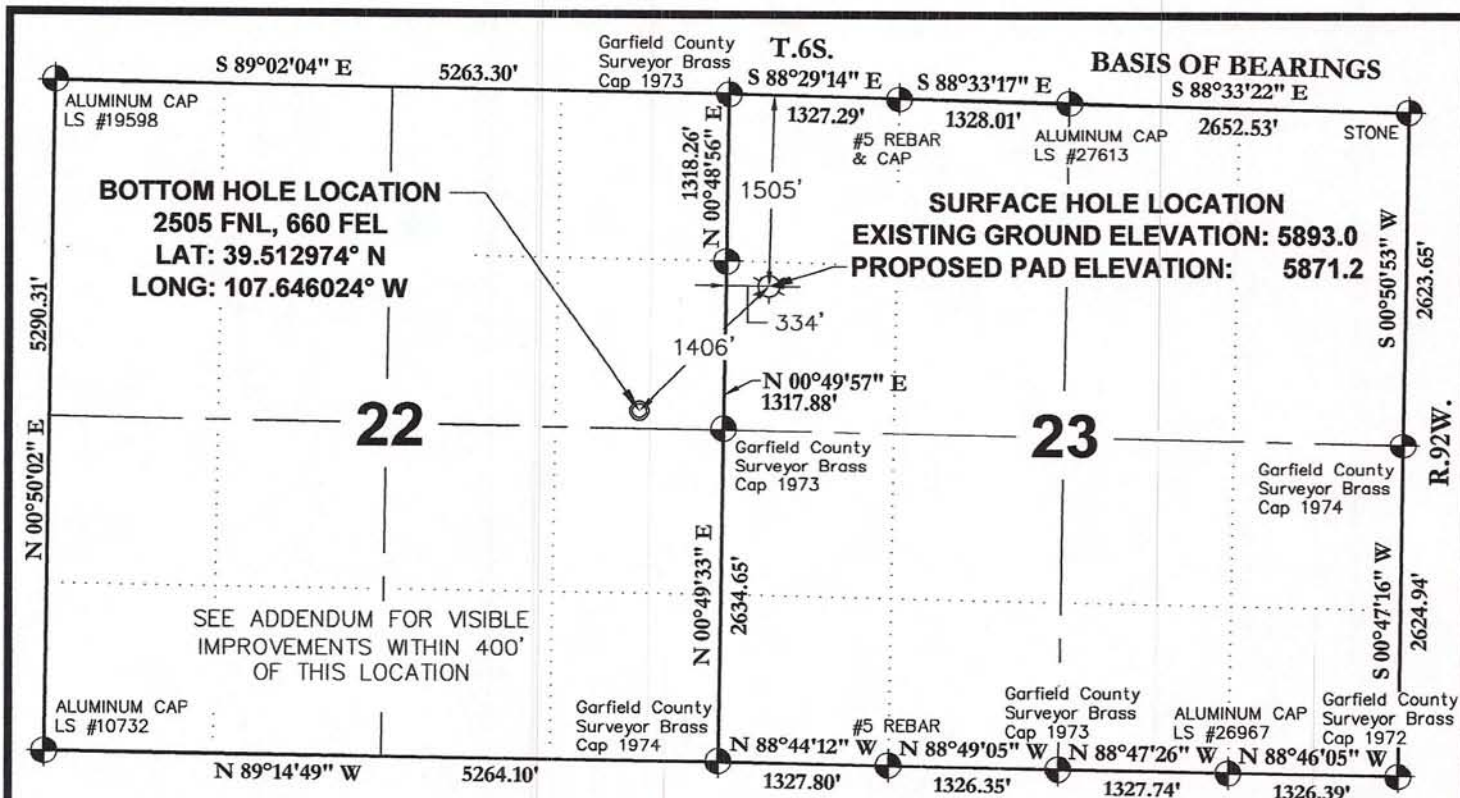 T.6S.
BASIS OF BEARINGS
S 89°02'04" E
5263.30'
Garfield County
Surveyor Brass
Cap 1973
S 88°29'14" E
1327.29'
S 88°33'17" E
1328.01'
S 88°33'22" E
2652.53'
ALUMINUM CAP
LS #19598
#5 REBAR
& CAP
ALUMINUM CAP
LS #27613
STONE
BOTTOM HOLE LOCATION
2505 FNL, 660 FEL
LAT: 39.512974° N
LONG: 107.646024° W
1318.26'
N 00°48'56" E
1505'
SURFACE HOLE LOCATION
EXISTING GROUND ELEVATION: 5893.0
PROPOSED PAD ELEVATION: 5871.2
S 00°50'53" W
2623.65'
5290.31'
N 00°50'02" E
334'
1406'
N 00°49'57" E
1317.88'
22
23
R.92W.
Garfield County
Surveyor Brass
Cap 1973
Garfield County
Surveyor Brass
Cap 1974
N 00°49'33" E
2634.65'
S 00°47'16" W
2624.94'
SEE ADDENDUM FOR VISIBLE
IMPROVEMENTS WITHIN 400'
OF THIS LOCATION
ALUMINUM CAP
LS #10732
Garfield County
Surveyor Brass
Cap 1974
#5 REBAR
Garfield County
Surveyor Brass
Cap 1973
ALUMINUM CAP
LS #26967
Garfield County
Surveyor Brass
Cap 1972
N 89°14'49" W
5264.10'
N 88°44'12" W
1327.80'
N 88°49'05" W
1326.35'
N 88°47'26" W
1327.74'
N 88°46'05" W
1326.39'